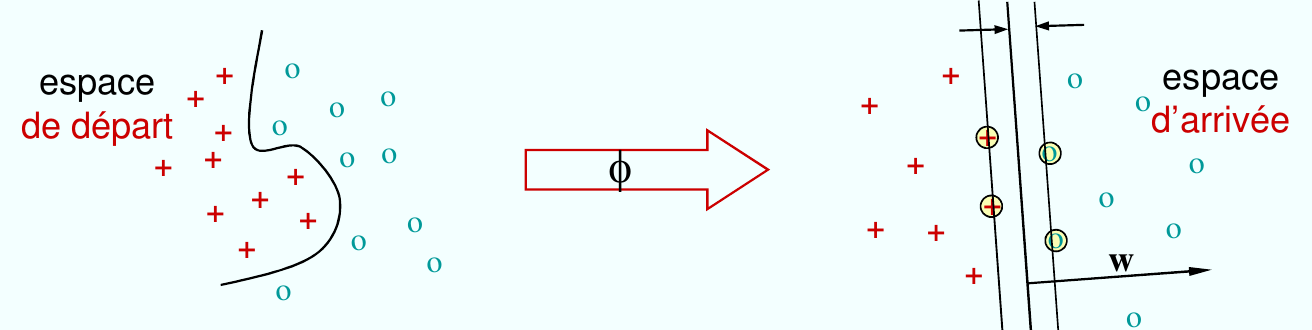 espace
de départ
ϕ
espace
d'arrivée
w